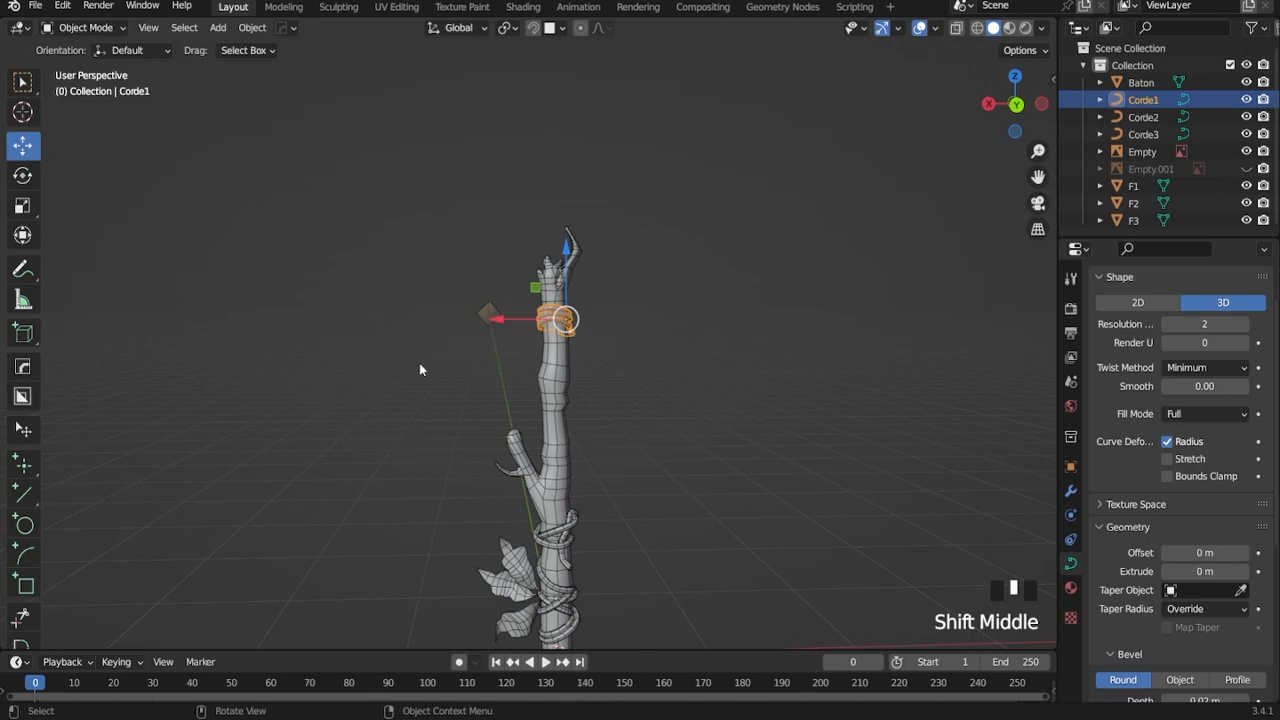 File Edit Render Window Help Layout Modeling Sculpting UV Editing Texture Paint Shading Animation Rendering Compositing Geometry Nodes Scripting + Scene ViewLayer
Object Mode View Select Add Object Global
Orientation: Default Drag: Select Box Options
User Perspective
(0) Collection | Corde1
Z
X
Y
Scene Collection
Collection
Baton
Corde1
Corde2
Corde3
Empty
Empty.001
F1
F2
F3
Shape
2D 3D
Resolution ... 2
Render U 0
Twist Method Minimum
Smooth 0.00
Fill Mode Full
Curve Defo... Radius
Stretch
Bounds Clamp
Texture Space
Geometry
Offset 0 m
Extrude 0 m
Taper Object
Taper Radius Override
Map Taper
Bevel
Round Object Profile
Depth 0.02 m
Shift Middle
Playback Keying View Marker 0 Start 1 End 250
0 10 20 30 40 50 60 70 80 90 100 110 120 130 140 150 160 170 180 190 200 210 220 230 240 250
Select Rotate View Object Context Menu 3.4.1